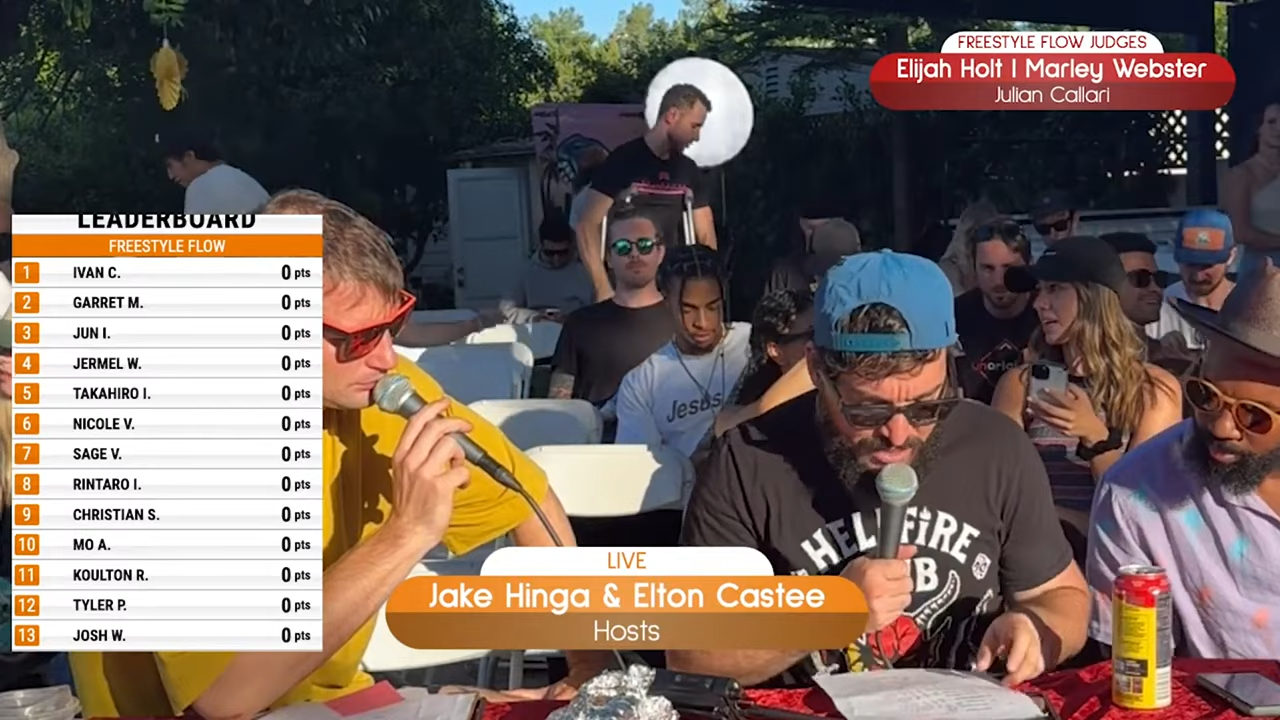 FREESTYLE FLOW JUDGES
Elijah Holt | Marley Webster
Julian Callari
LEADERBOARD
FREESTYLE FLOW
1 IVAN C. 0 pts
2 GARRET M. 0 pts
3 JUN I. 0 pts
4 JERMEL W. 0 pts
5 TAKAHIRO I. 0 pts
6 NICOLE V. 0 pts
7 SAGE V. 0 pts
8 RINTARO I. 0 pts
9 CHRISTIAN S. 0 pts
10 MO A. 0 pts
11 KOULTON R. 0 pts
12 TYLER P. 0 pts
13 JOSH W. 0 pts
Jesus
HELLFIRE
LIVE
Jake Hinga & Elton Castee
Hosts